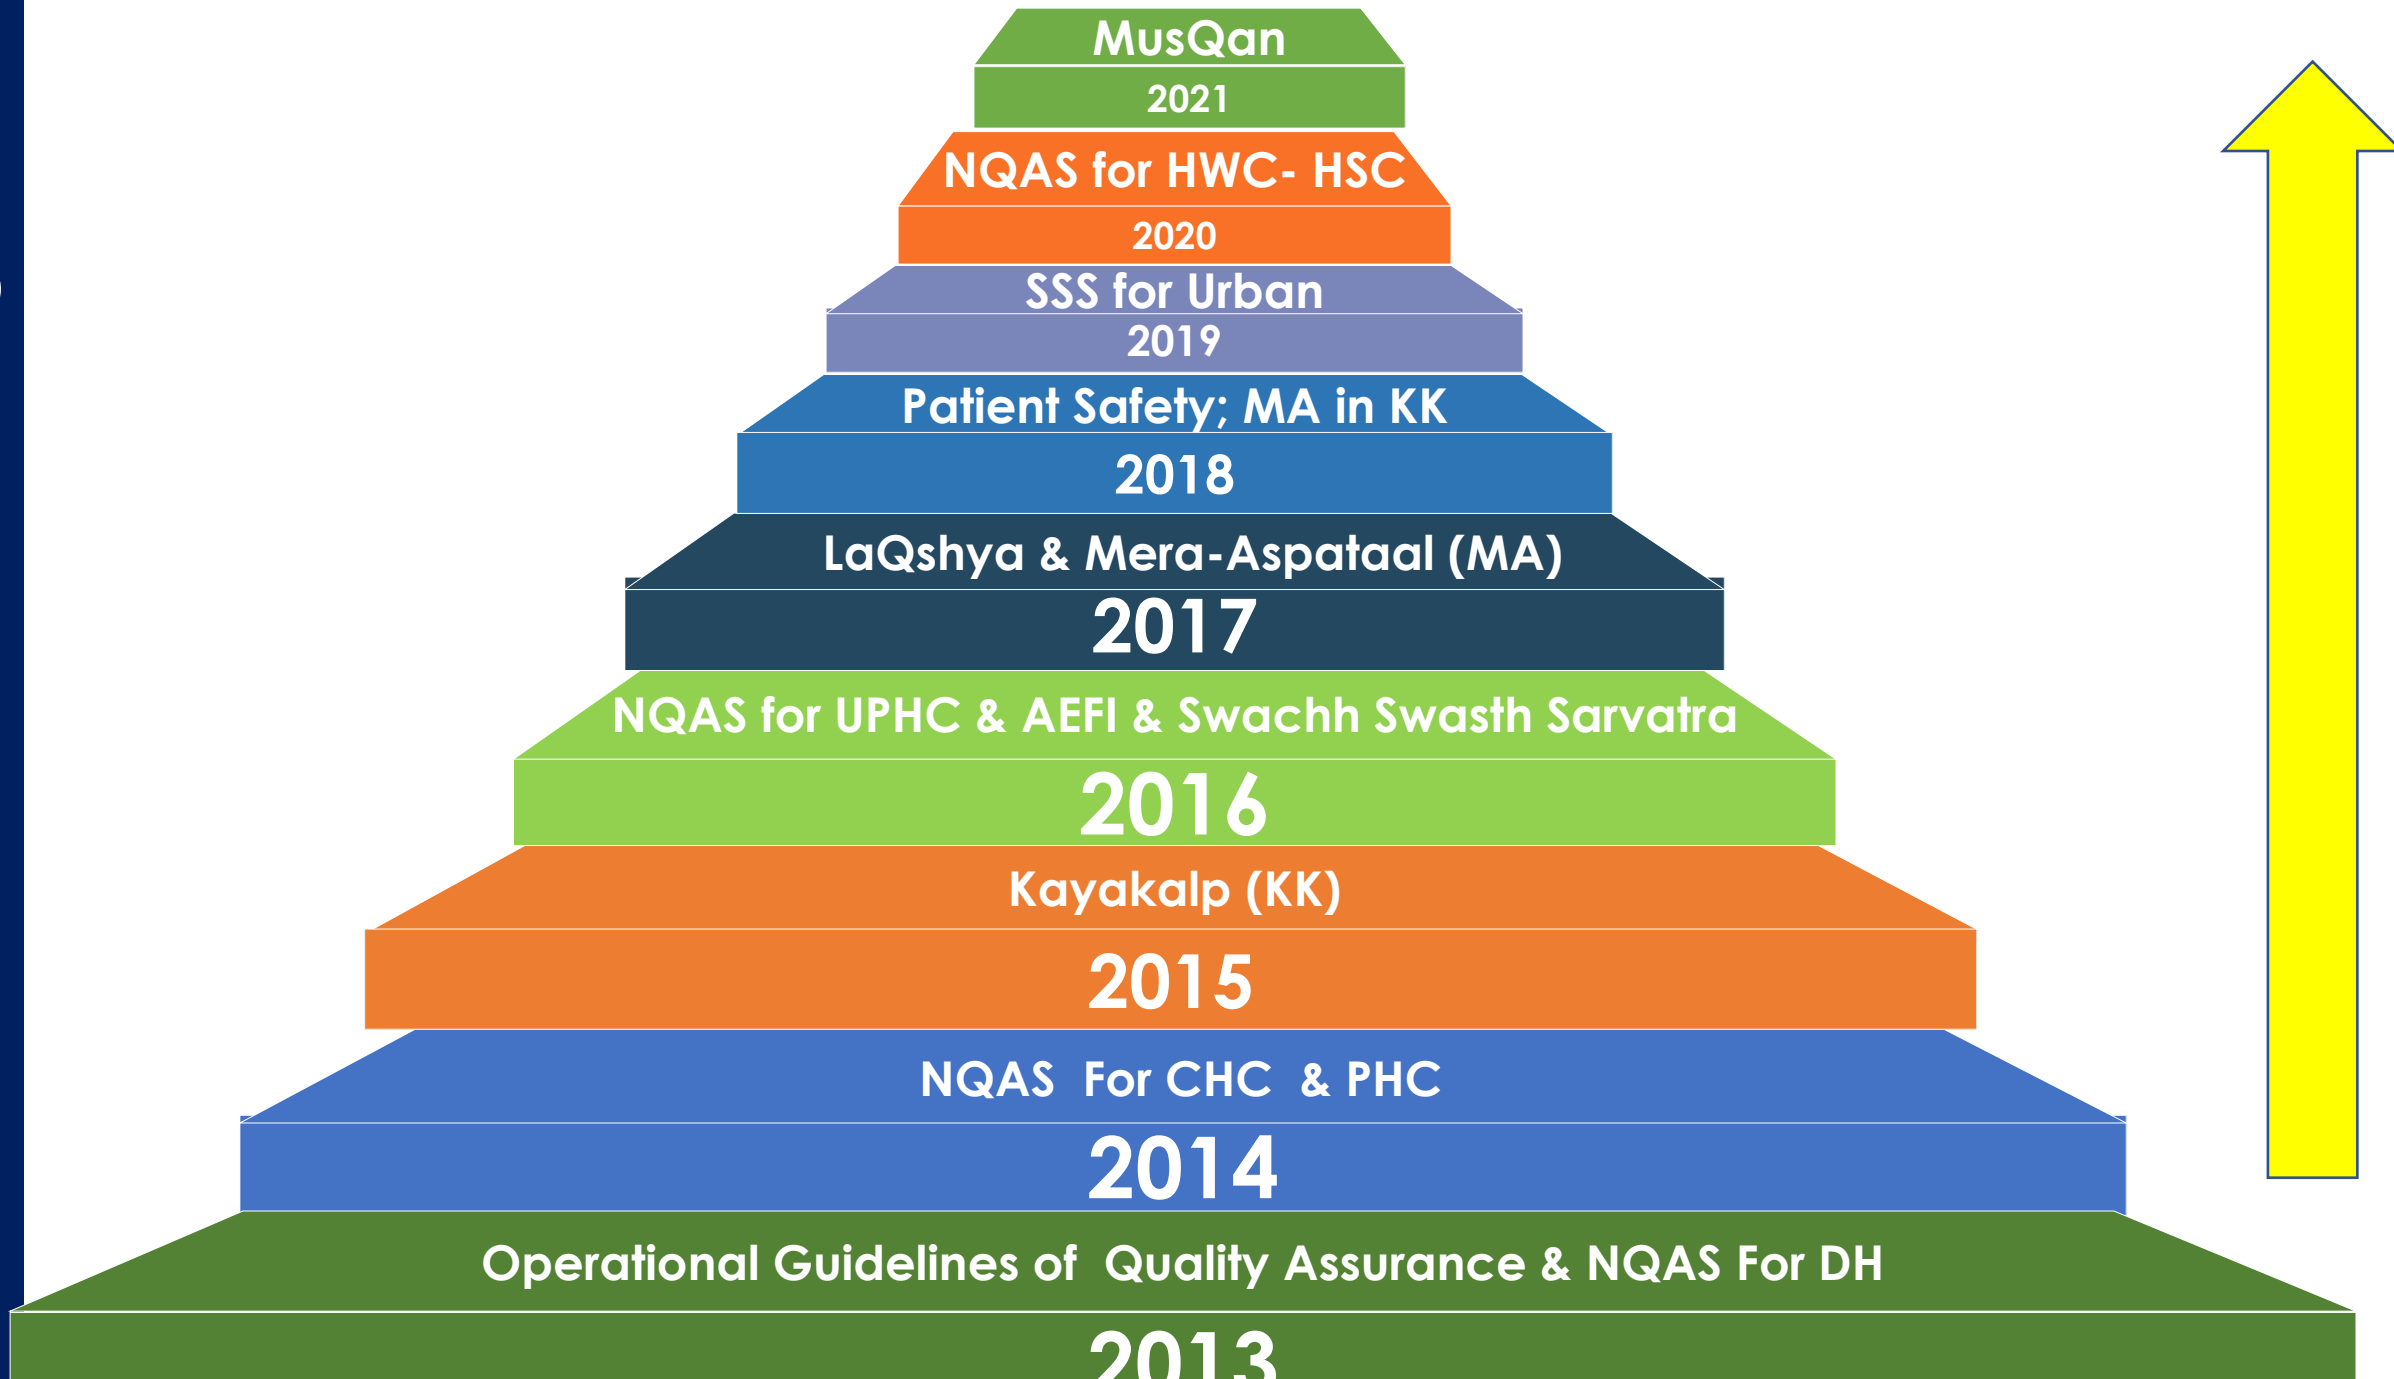 MusQan
2021
NQAS for HWC- HSC
2020
SSS for Urban
2019
Patient Safety; MA in KK
2018
LaQshya & Mera-Aspataal (MA)
2017
NQAS for UPHC & AEFI & Swachh Swasth Sarvatra
2016
Kayakalp (KK)
2015
NQAS For CHC & PHC
2014
Operational Guidelines of Quality Assurance & NQAS For DH
2013